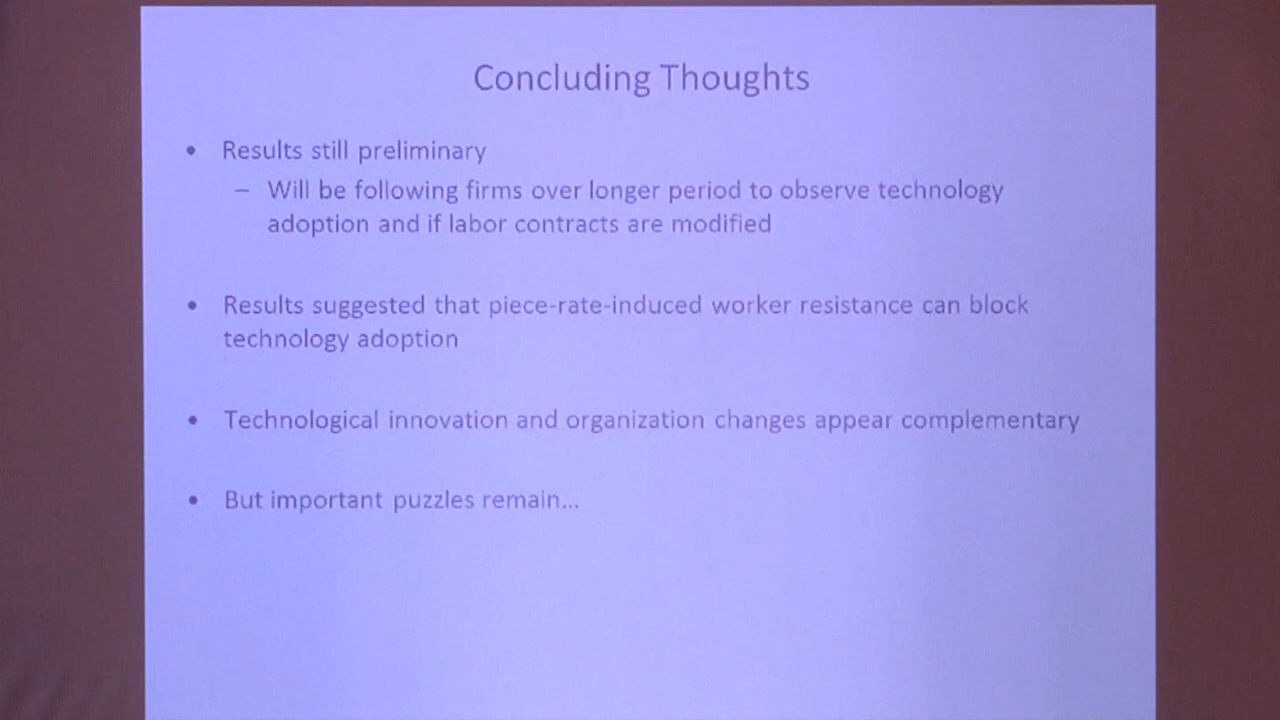 Concluding Thoughts
• Results still preliminary
– Will be following firms over longer period to observe technology
adoption and if labor contracts are modified
• Results suggested that piece-rate-induced worker resistance can block
technology adoption
• Technological innovation and organization changes appear complementary
• But important puzzles remain...